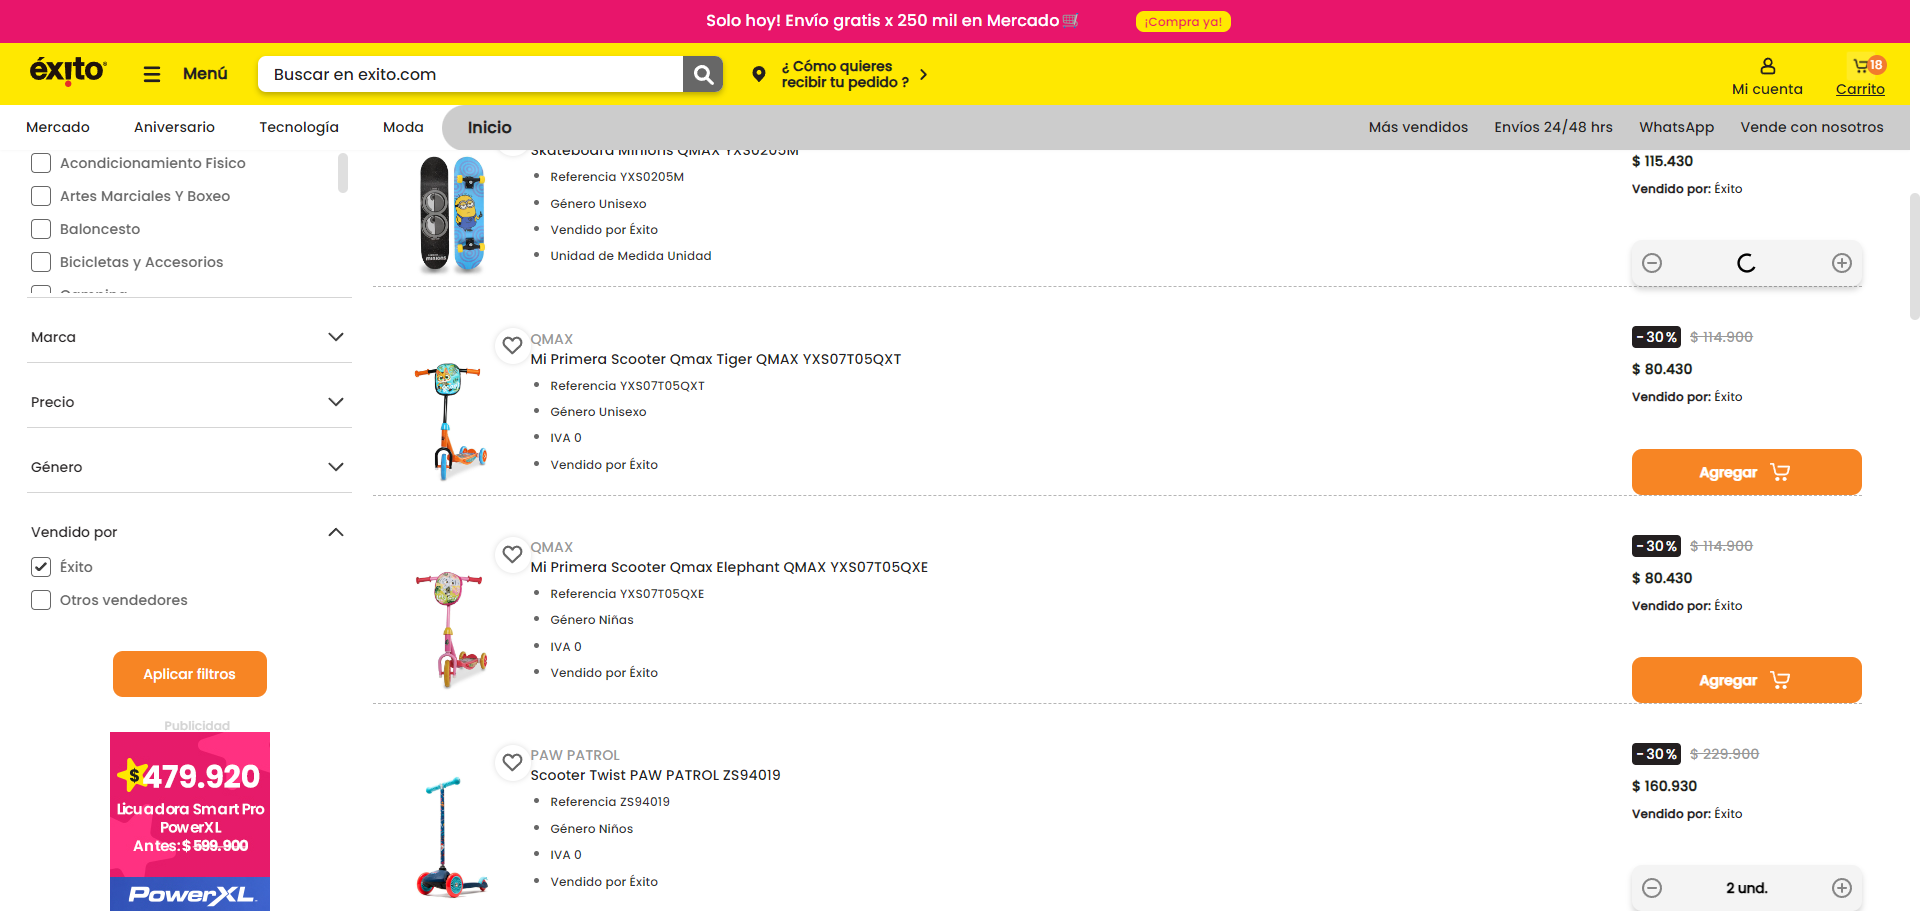 Solo hoy! Envío gratis x 250 mil en Mercado
¡Compra ya!
éxito
Menú
Buscar en exito.com
¿ Cómo quieres
recibir tu pedido ?
Mi cuenta
18
Carrito
Mercado
Aniversario
Tecnología
Moda
Inicio
Más vendidos
Envíos 24/48 hrs
WhatsApp
Vende con nosotros
Acondicionamiento Fisico
Artes Marciales Y Boxeo
Baloncesto
Bicicletas y Accesorios
Camping
Marca
Precio
Género
Vendido por
Éxito
Otros vendedores
Aplicar filtros
Publicidad
$479.920
Licuadora Smart Pro
PowerXL
Antes: $ 599.900
PowerXL
Skateboard Minions QMAX YXS0205M
Referencia YXS0205M
Género Unisexo
Vendido por Éxito
Unidad de Medida Unidad
$ 115.430
Vendido por: Éxito
QMAX
Mi Primera Scooter Qmax Tiger QMAX YXS07T05QXT
Referencia YXS07T05QXT
Género Unisexo
IVA 0
Vendido por Éxito
-30% $ 114.900
$ 80.430
Vendido por: Éxito
Agregar
QMAX
Mi Primera Scooter Qmax Elephant QMAX YXS07T05QXE
Referencia YXS07T05QXE
Género Niñas
IVA 0
Vendido por Éxito
-30% $ 114.900
$ 80.430
Vendido por: Éxito
Agregar
PAW PATROL
Scooter Twist PAW PATROL ZS94019
Referencia ZS94019
Género Niños
IVA 0
Vendido por Éxito
-30% $ 229.900
$ 160.930
Vendido por: Éxito
2 und.